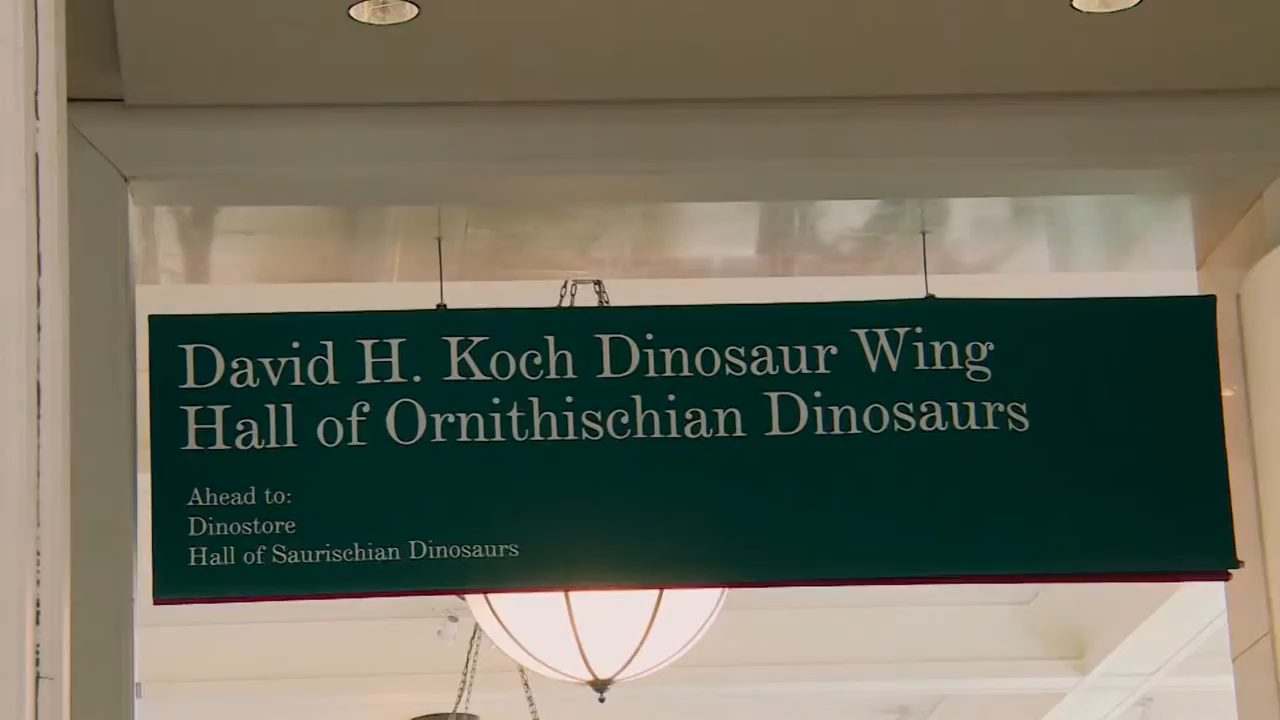 David H. Koch Dinosaur Wing
Hall of Ornithischian Dinosaurs
Ahead to:
Dinostore
Hall of Saurischian Dinosaurs